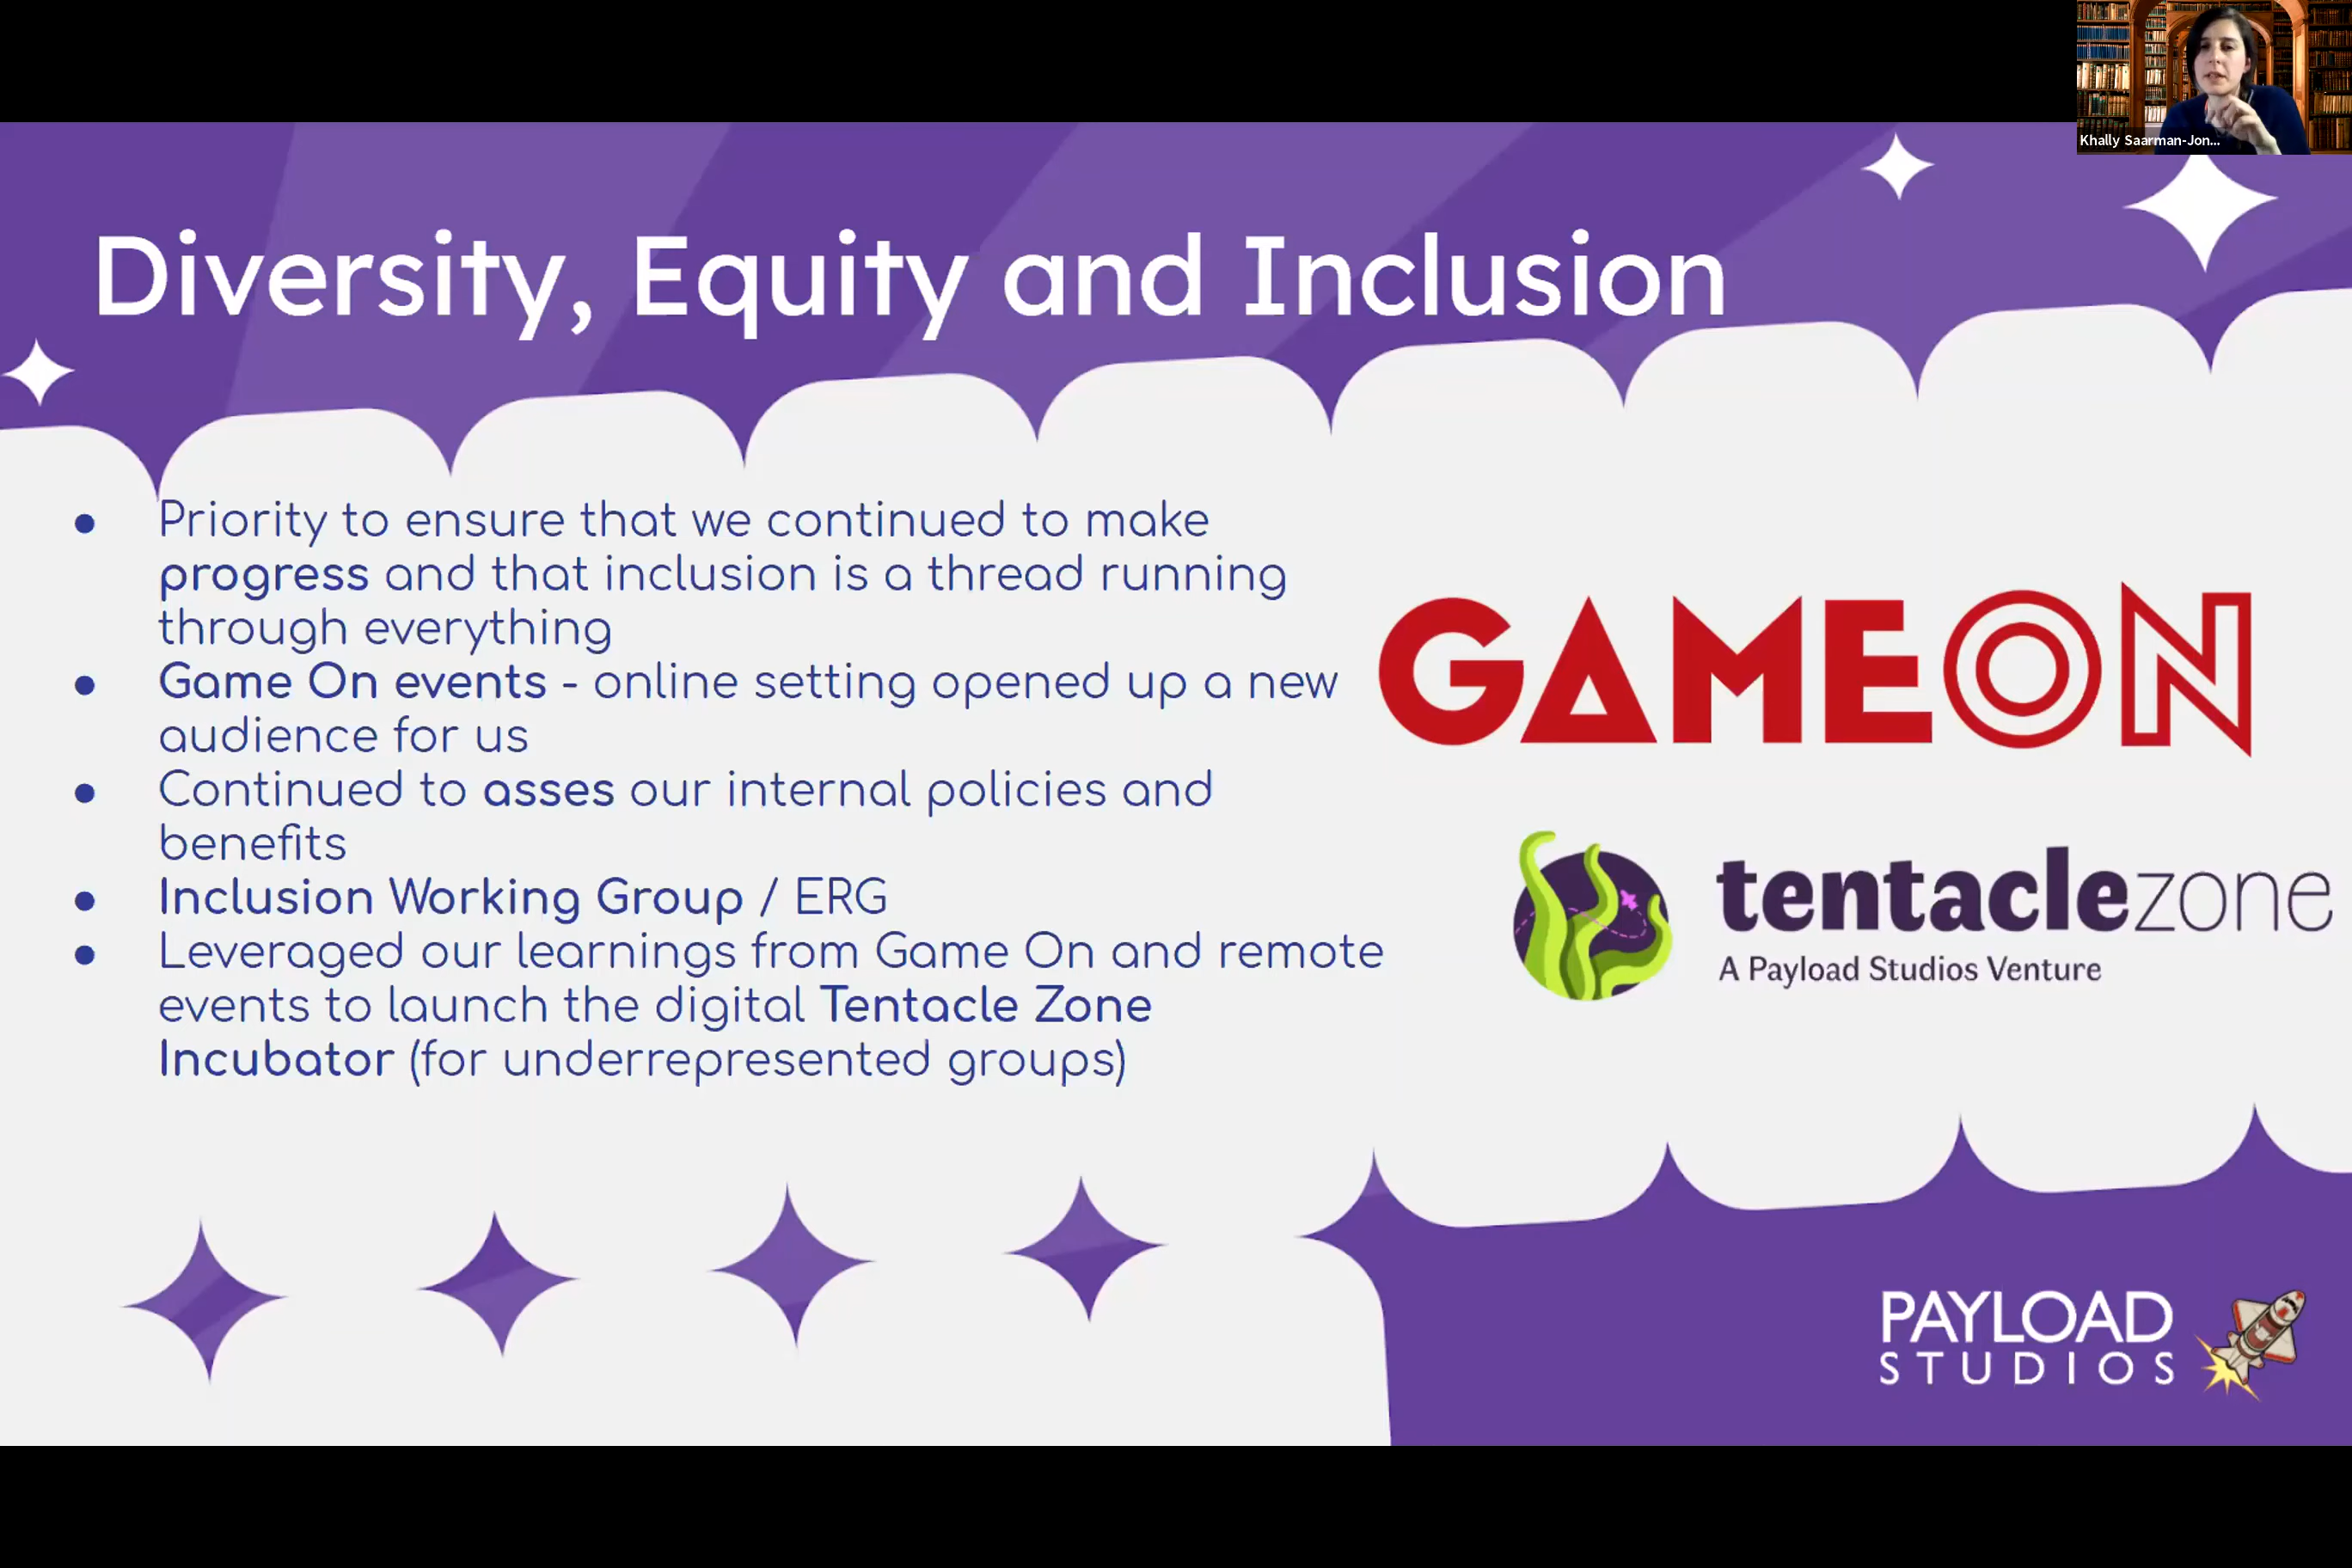 Khally Saarman-Jon...
Diversity, Equity and Inclusion
● Priority to ensure that we continued to make
progress and that inclusion is a thread running
through everything
● Game On events - online setting opened up a new
audience for us
● Continued to asses our internal policies and
benefits
● Inclusion Working Group / ERG
● Leveraged our learnings from Game On and remote
events to launch the digital Tentacle Zone
Incubator (for underrepresented groups)
GAMEON
tentaclezone
A Payload Studios Venture
PAYLOAD
STUDIOS